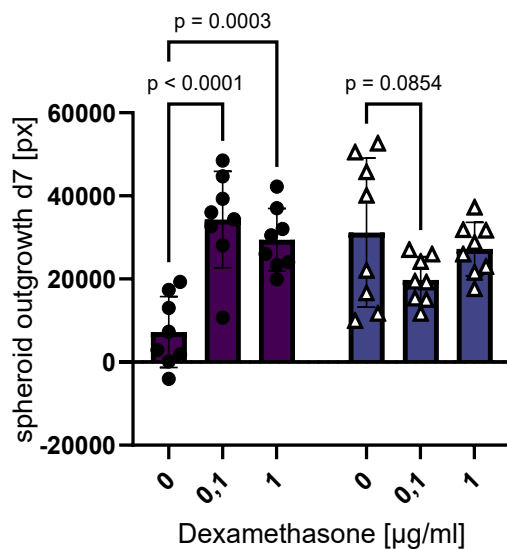 p = 0.0003
p < 0.0001
p = 0.0854
spheroid outgrowth d7 [px]
60000
40000
20000
0
-20000
0
0,1
1
0
0,1
1
Dexamethasone [µg/ml]